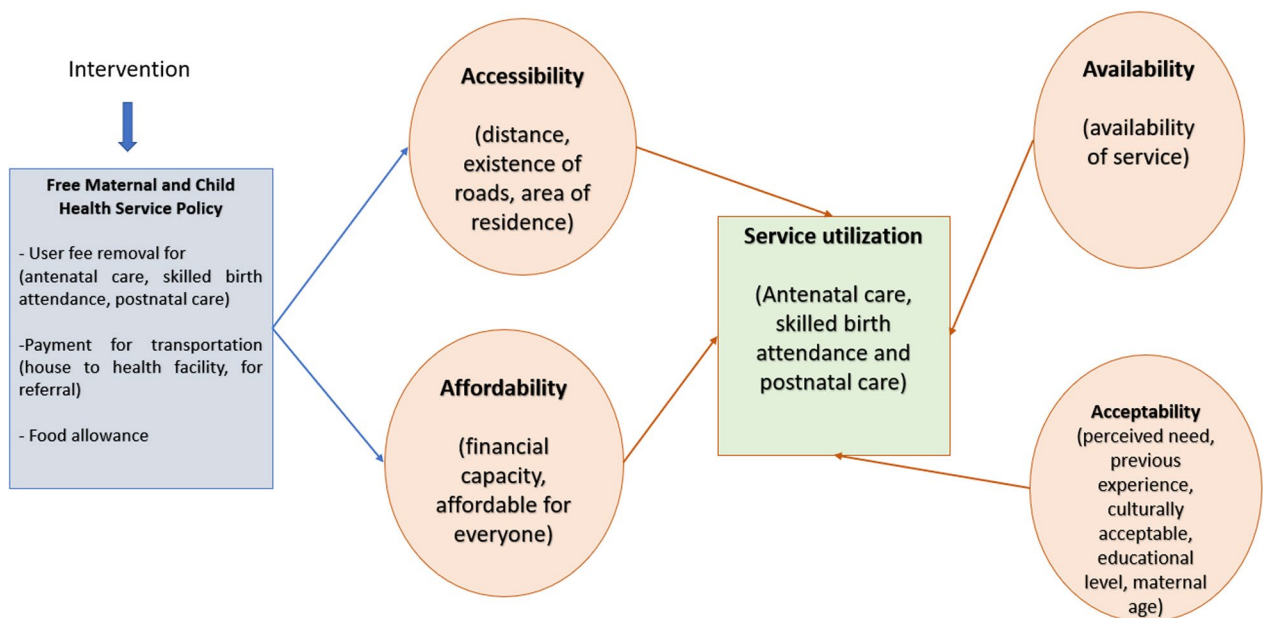 Intervention
Free Maternal and Child
Health Service Policy
- User fee removal for
(antenatal care, skilled birth
attendance, postnatal care)
-Payment for transportation
(house to health facility, for
referral)
- Food allowance
Accessibility
(distance,
existence of
roads, area of
residence)
Affordability
(financial
capacity,
affordable for
everyone)
Service utilization
(Antenatal care,
skilled birth
attendance and
postnatal care)
Availability
(availability
of service)
Acceptability
(perceived need,
previous
experience,
culturally
acceptable,
educational
level, maternal
age)